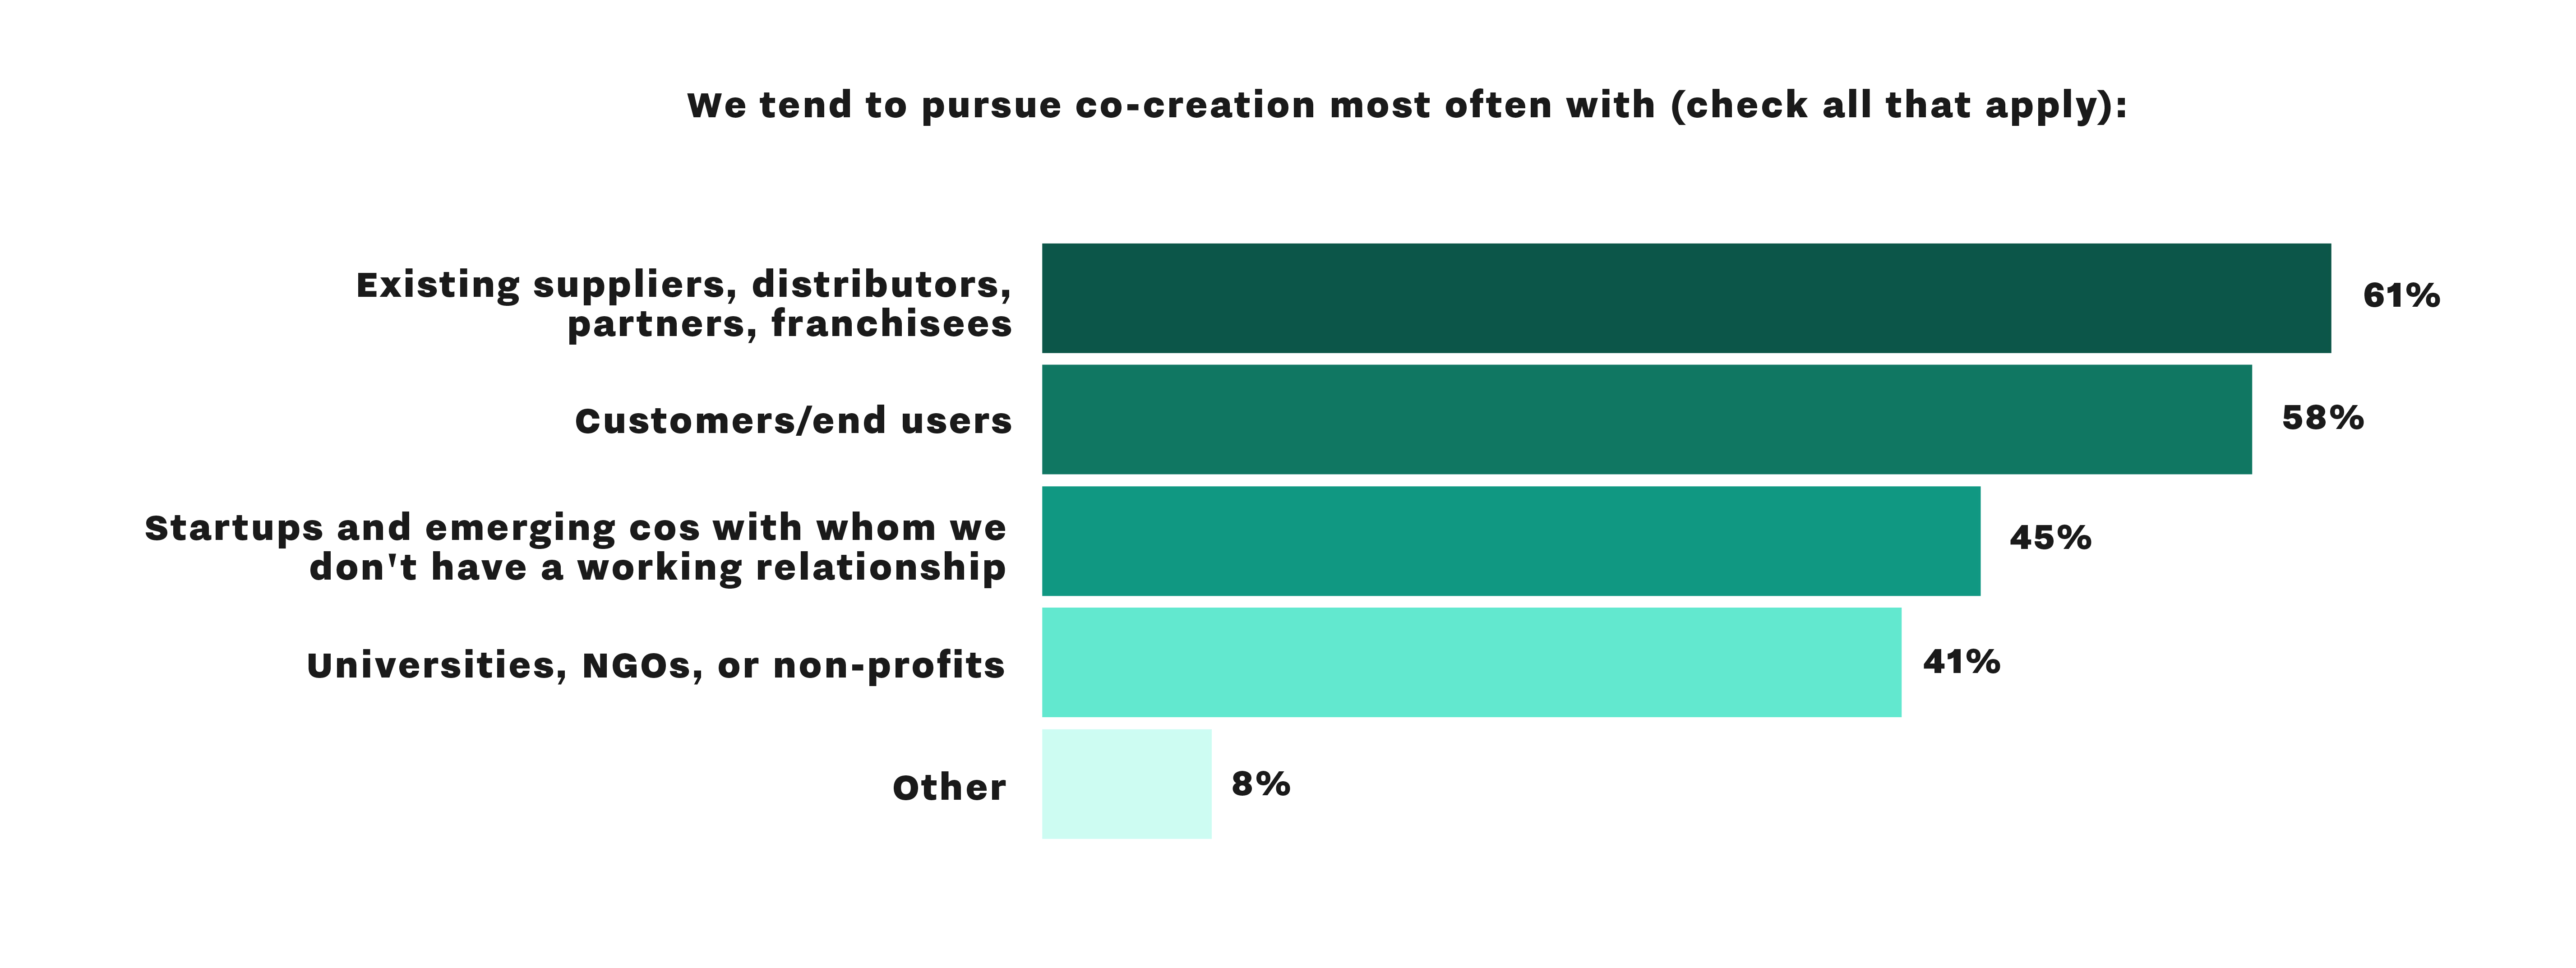 We tend to pursue co-creation most often with (check all that apply):
Existing suppliers, distributors,
partners, franchisees
61%
Customers/end users
58%
Startups and emerging cos with whom we
don't have a working relationship
45%
Universities, NGOs, or non-profits
41%
Other
8%